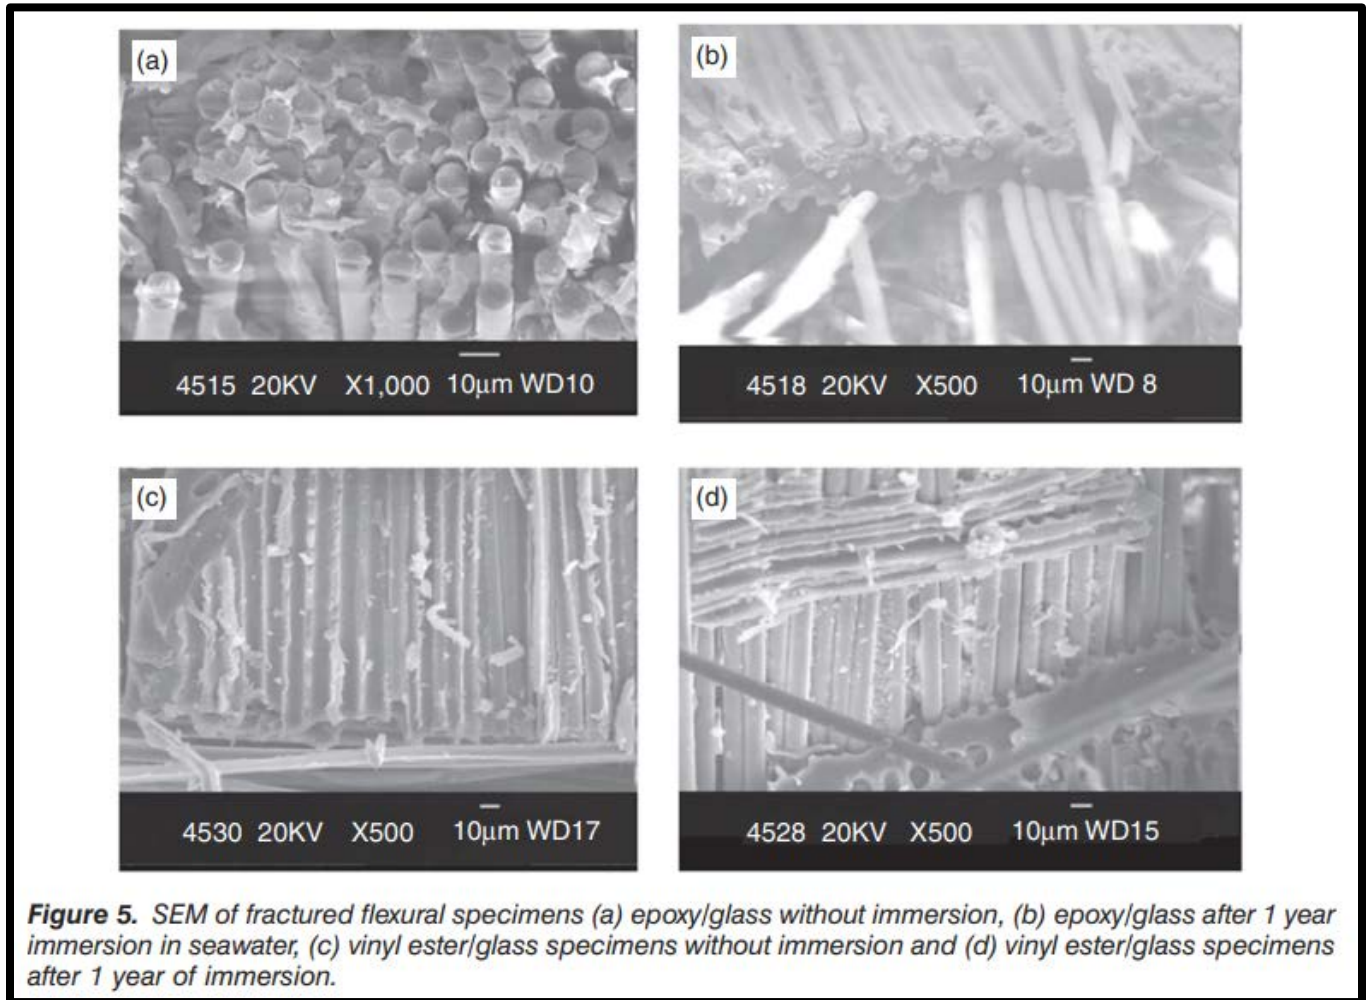 (a)
(b)
4515 20KV X1,000 10μm WD10
4518 20KV X500 10μm WD 8
(c)
(d)
4530 20KV X500 10μm WD17
4528 20KV X500 10μm WD15
Figure 5. SEM of fractured flexural specimens (a) epoxy/glass without immersion, (b) epoxy/glass after 1 year
immersion in seawater, (c) vinyl ester/glass specimens without immersion and (d) vinyl ester/glass specimens
after 1 year of immersion.